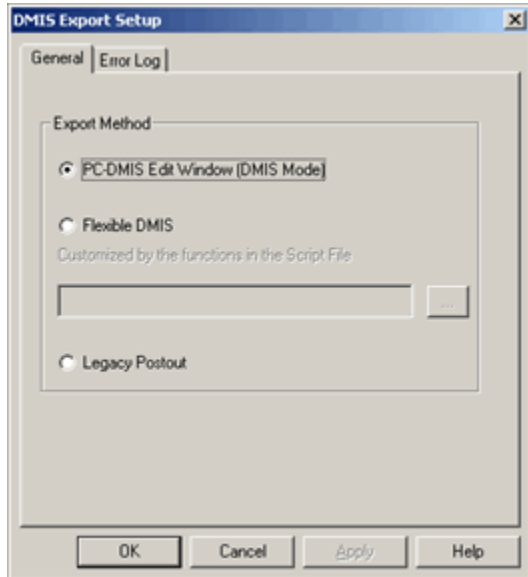 DMIS Export Setup
General
Error Log
Export Method
PC-DMIS Edit Window (DMIS Mode)
Flexible DMIS
Customized by the functions in the Script File
...
Legacy Postout
OK
Cancel
Apply
Help